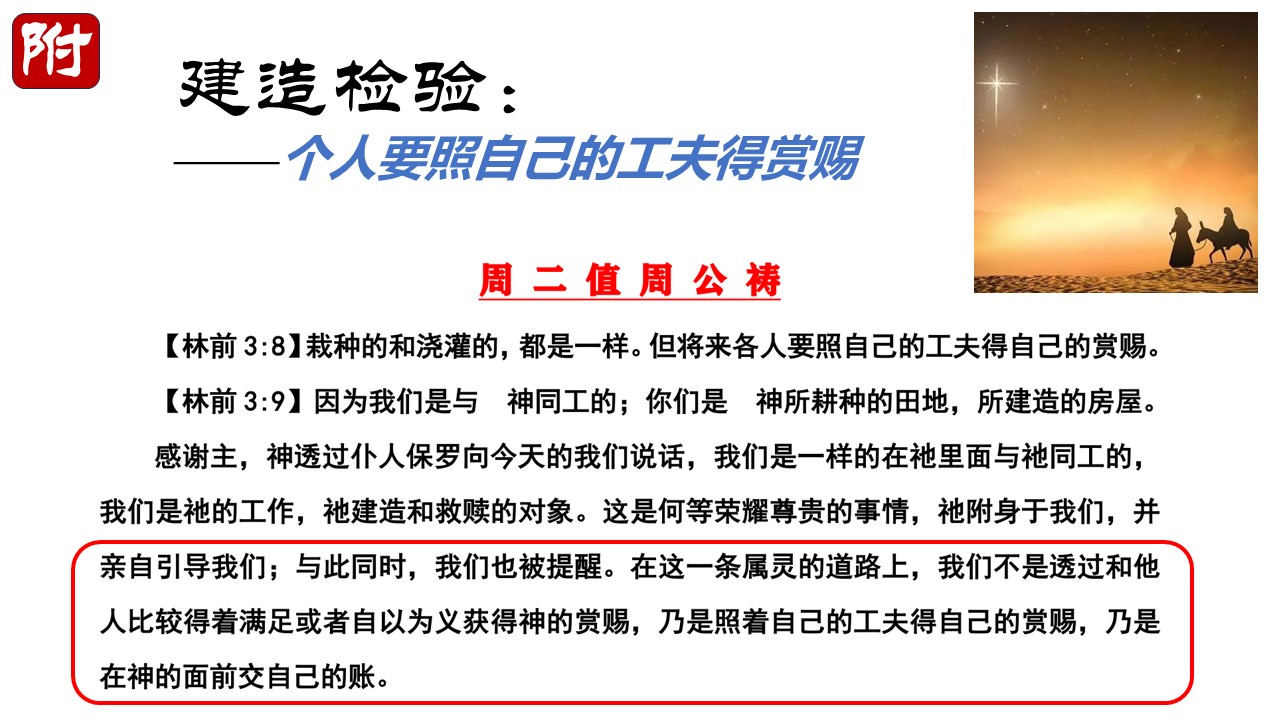 附
建造检验：
——个人要照自己的工夫得赏赐
周二值周公祷
【林前3:8】栽种的和浇灌的，都是一样。但将来各人要照自己的工夫得自己的赏赐。
【林前3:9】因为我们是与　神同工的；你们是　神所耕种的田地，所建造的房屋。
感谢主，神透过仆人保罗向今天的我们说话，我们是一样的在祂里面与祂同工的，
我们是祂的工作，祂建造和救赎的对象。这是何等荣耀尊贵的事情，祂附身于我们，并
亲自引导我们；与此同时，我们也被提醒。在这一条属灵的道路上，我们不是透过和他
人比较得着满足或者自以为义获得神的赏赐，乃是照着自己的工夫得自己的赏赐，乃是
在神的面前交自己的账。